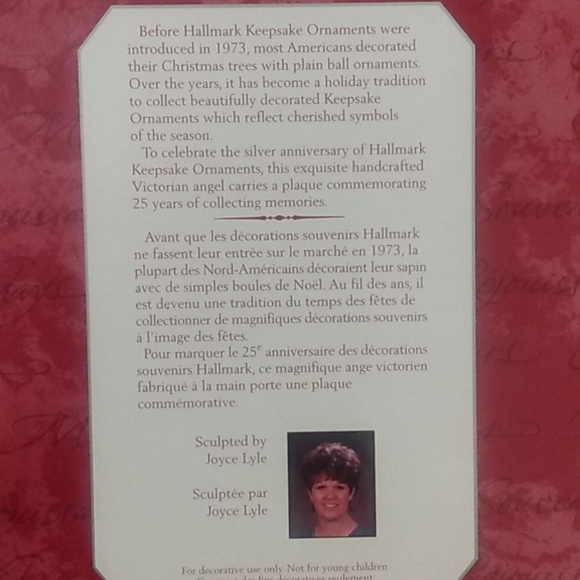 Before Hallmark Keepsake Ornaments were
introduced in 1973, most Americans decorated
their Christmas trees with plain ball ornaments.
Over the years, it has become a holiday tradition
to collect beautifully decorated Keepsake
Ornaments which reflect cherished symbols
of the season.
To celebrate the silver anniversary of Hallmark
Keepsake Ornaments, this exquisite handcrafted
Victorian angel carries a plaque commemorating
25 years of collecting memories.
Avant que les décorations souvenirs Hallmark
ne fassent leur entrée sur le marché en 1973, la
plupart des Nord-Américains décoraient leur sapin
avec de simples boules de Noël. Au fil des ans, il
est devenu une tradition du temps des fêtes de
collectionner de magnifiques décorations souvenirs
à l'image des fêtes.
Pour marquer le 25e anniversaire des décorations
souvenirs Hallmark, ce magnifique ange victorien
fabriqué à la main porte une plaque
commémorative.
Sculpted by
Joyce Lyle
Sculptée par
Joyce Lyle
For decorative use only. Not for young children.